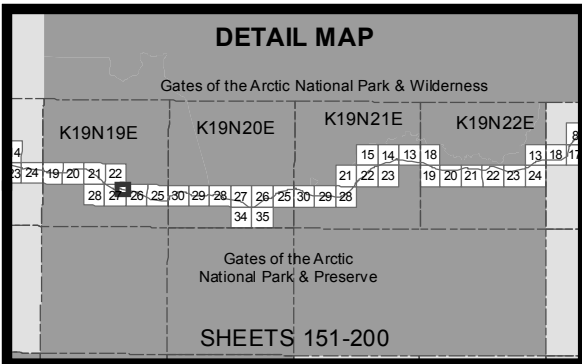 DETAIL MAP
Gates of the Arctic National Park & Wilderness
K19N19E
K19N20E
K19N21E
K19N22E
8
4
15 14 13 18
13 18 17
23 24 19 20 21 22
21 22 23
19 20 21 22 23 24
28 27 26 25 30 29 28 27 26 25 30 29 28
34 35
Gates of the Arctic
National Park & Preserve
SHEETS 151-200